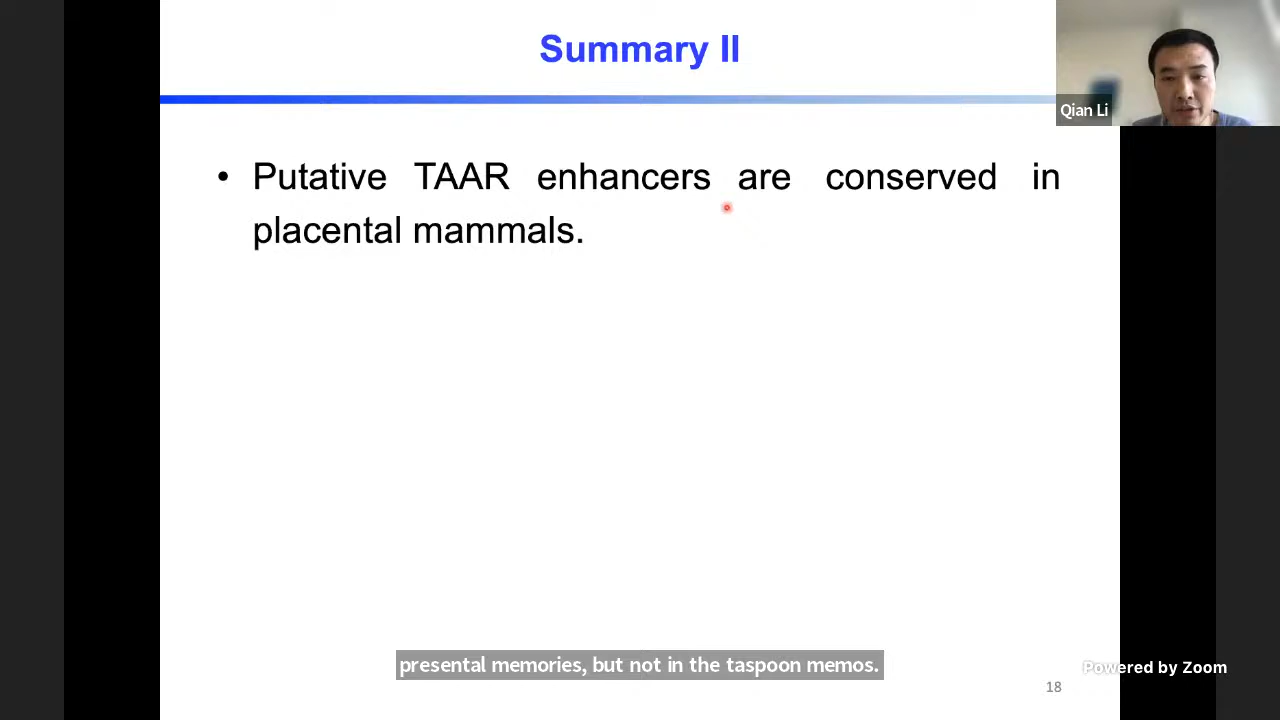 Summary II
Qian Li
• Putative TAAR enhancers are conserved in
placental mammals.
presental memories, but not in the taspoon memos.
Powered by Zoom
18